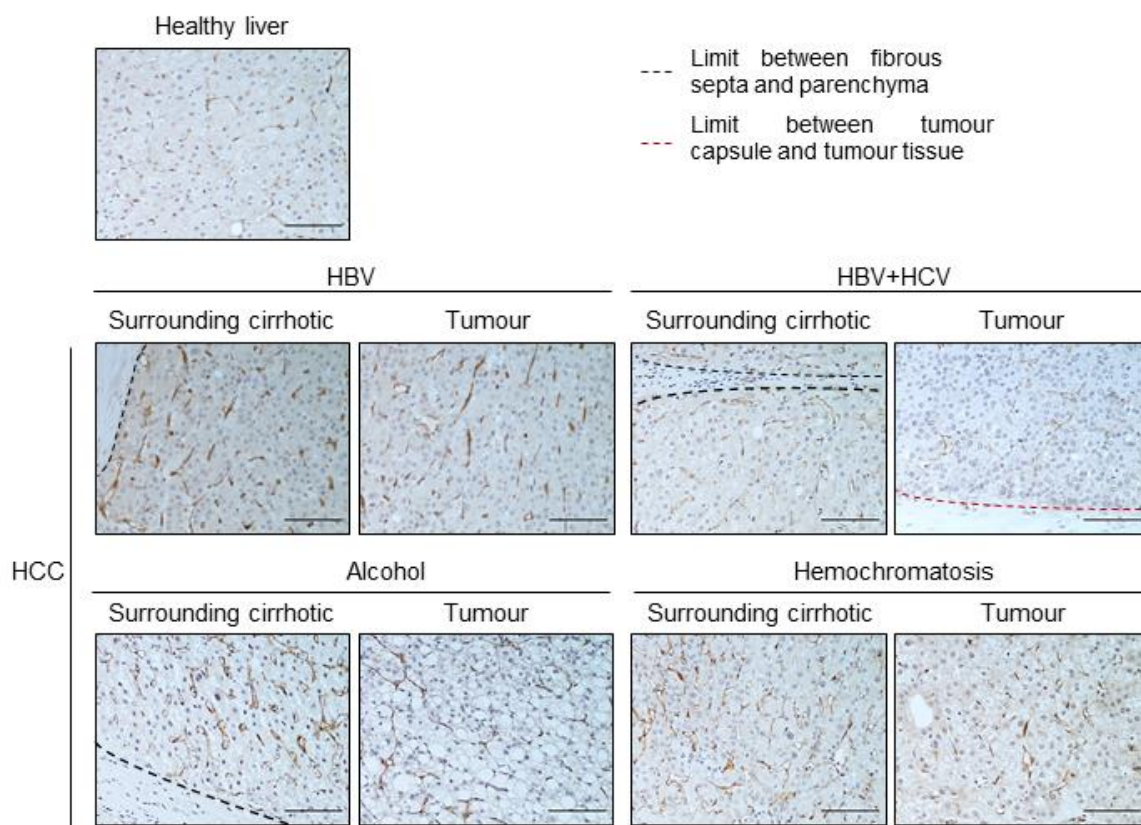 Healthy liver
Limit between fibrous
septa and parenchyma
Limit between tumour
capsule and tumour tissue
HBV
HBV+HCV
Surrounding cirrhotic
Tumour
Surrounding cirrhotic
Tumour
HCC
Alcohol
Hemochromatosis
Surrounding cirrhotic
Tumour
Surrounding cirrhotic
Tumour